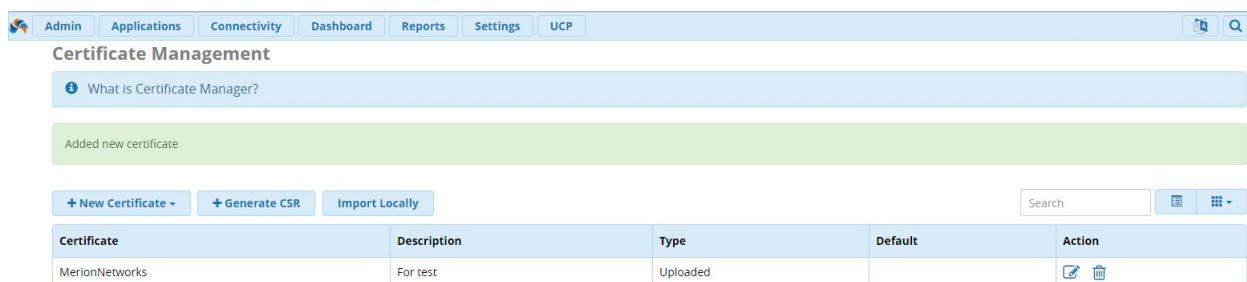 Admin Applications Connectivity Dashboard Reports Settings UCP
Certificate Management
What is Certificate Manager?
Added new certificate
+ New Certificate + Generate CSR Import Locally Search
Certificate Description Type Default Action
MerionNetworks For test Uploaded